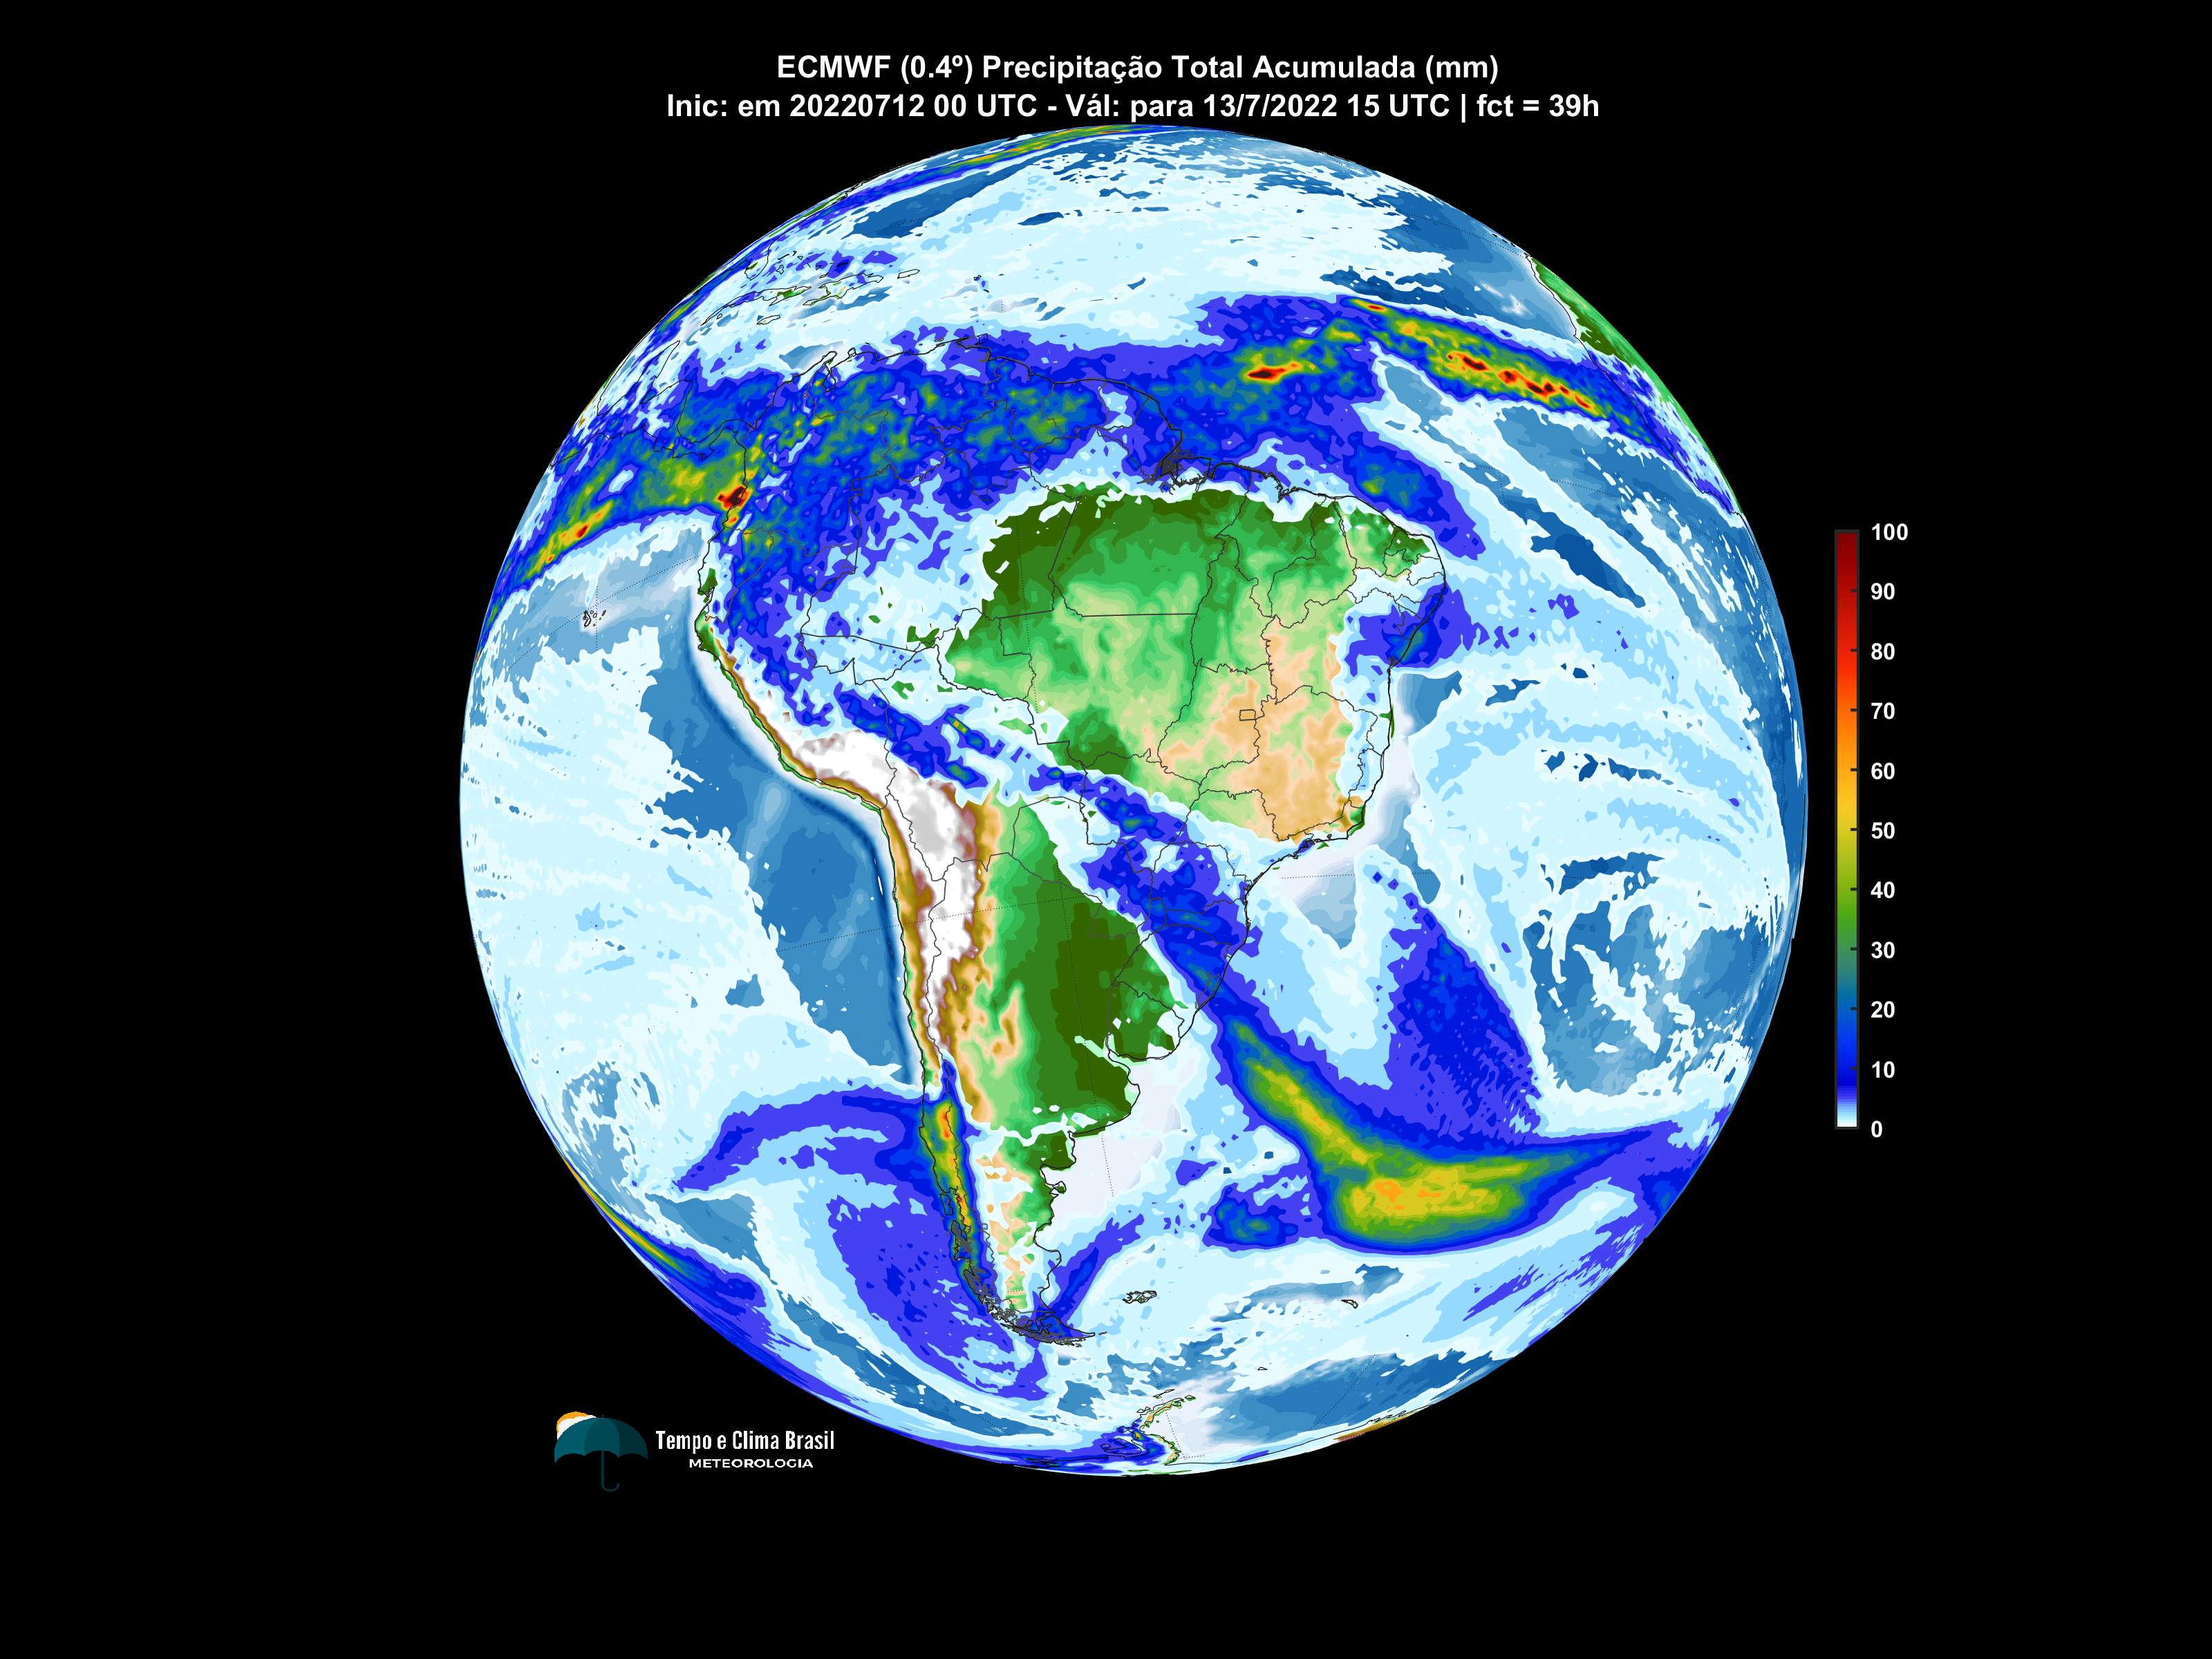 ECMWF (0.4º) Precipitação Total Acumulada (mm)
Inic: em 20220712 00 UTC - Vál: para 13/7/2022 15 UTC | fct = 39h
100
90
80
70
60
50
40
30
20
10
0
Tempo e Clima Brasil
METEOROLOGIA